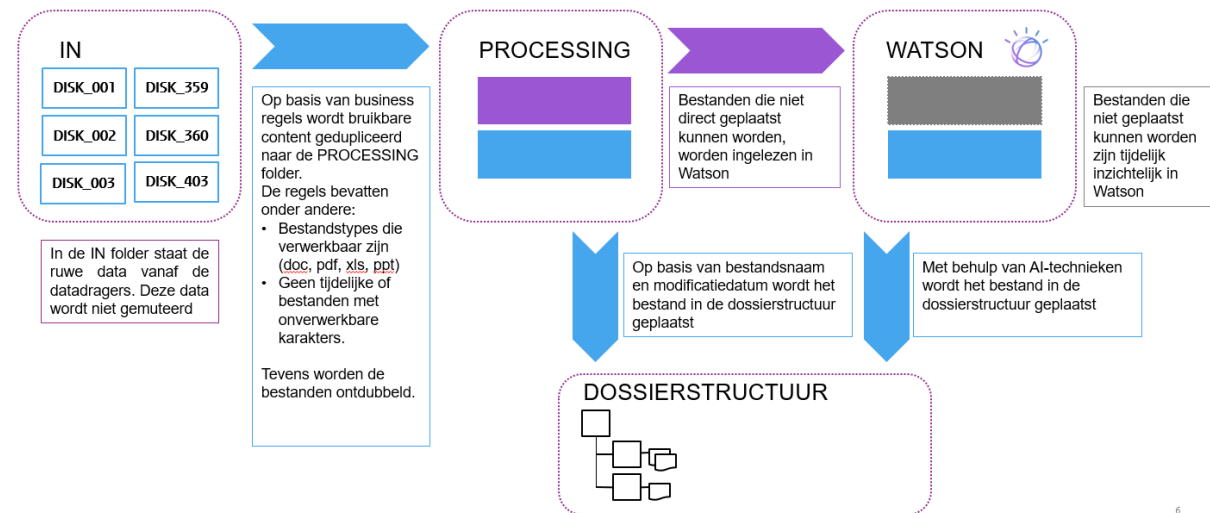 IN
DISK_001
DISK_359
DISK_002
DISK_360
DISK_003
DISK_403
In de IN folder staat de
ruwe data vanaf de
datadragers. Deze data
wordt niet gemuteerd
Op basis van business
regels wordt bruikbare
content gedupliceerd
naar de PROCESSING
folder.
De regels bevatten
onder andere:
• Bestandstypes die
verwerkbaar zijn
(doc, pdf, xls, ppt)
• Geen tijdelijke of
bestanden met
onverwerkbare
karakters.
Tevens worden de
bestanden ontdubbeld.
PROCESSING
Bestanden die niet
direct geplaatst
kunnen worden,
worden ingelezen in
Watson
WATSON
Bestanden die
niet geplaatst
kunnen worden
zijn tijdelijk
inzichtelijk in
Watson
Op basis van bestandsnaam
en modificatiedatum wordt het
bestand in de dossierstructuur
geplaatst
Met behulp van AI-technieken
wordt het bestand in de
dossierstructuur geplaatst
DOSSIERSTRUCTUUR
6